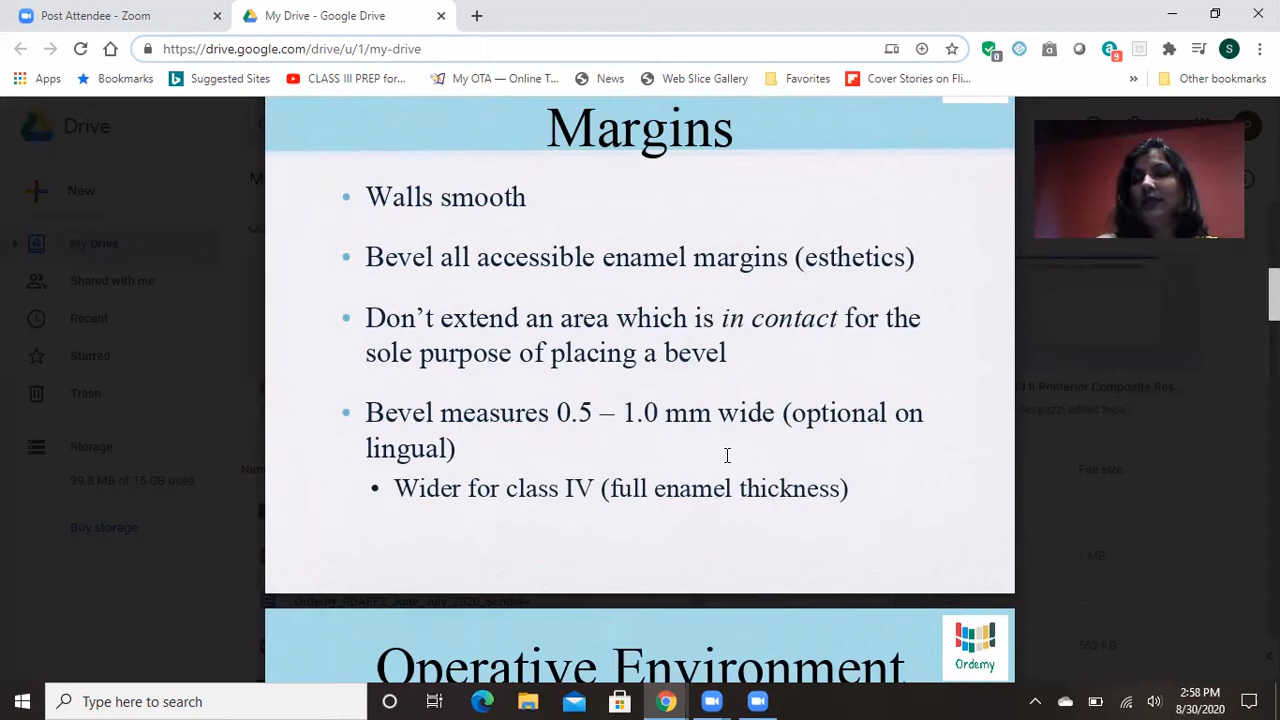 Post Attendee - Zoom
My Drive - Google Drive
https://drive.google.com/drive/u/1/my-drive
0
9
S
Apps
Bookmarks
Suggested Sites
CLASS III PREP for...
My OTA — Online T...
News
Web Slice Gallery
Favorites
Cover Stories on Fli...
»
Other bookmarks
Drive
New
My Drive
Shared with me
Recent
Starred
Trash
Storage
99.8 MB of 15 GB used
Buy storage
Margins
• Walls smooth
• Bevel all accessible enamel margins (esthetics)
• Don't extend an area which is in contact for the
sole purpose of placing a bevel
• Bevel measures 0.5 – 1.0 mm wide (optional on
lingual)
• Wider for class IV (full enamel thickness)
Operative Environment
Ordemy
II Posterior Composite Res...
Scopazzi edited toda...
File size
1 MB
562 KB
Type here to search
2:58 PM
8/30/2020